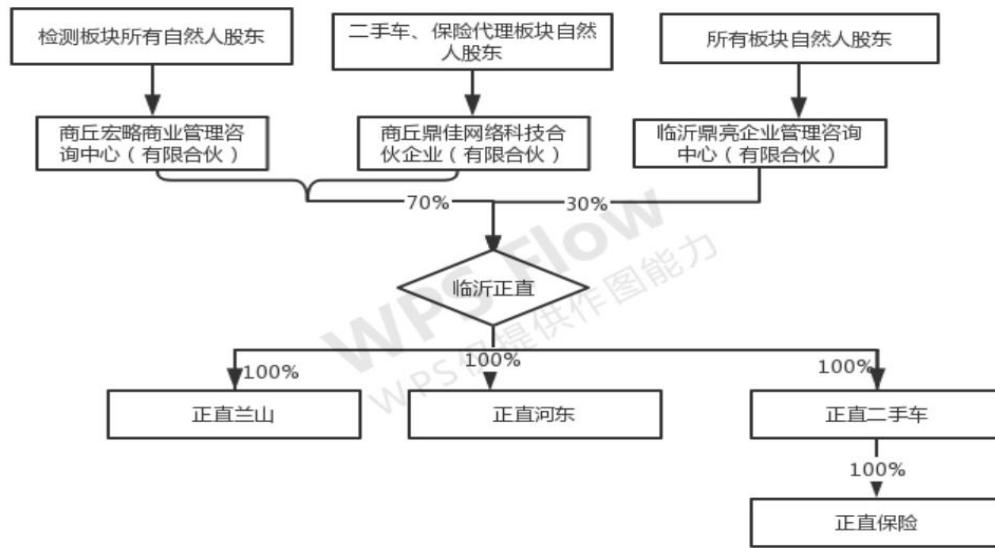 检测板块所有自然人股东
二手车、保险代理板块自然
人股东
所有板块自然人股东
商丘宏略商业管理咨
询中心（有限合伙）
商丘鼎佳网络科技合
伙企业（有限合伙）
临沂鼎亮企业管理咨询
中心（有限合伙）
70%
30%
临沂正直
WPS Flow
WPS仅提供作图能力
100%
100%
100%
正直兰山
正直河东
正直二手车
100%
正直保险